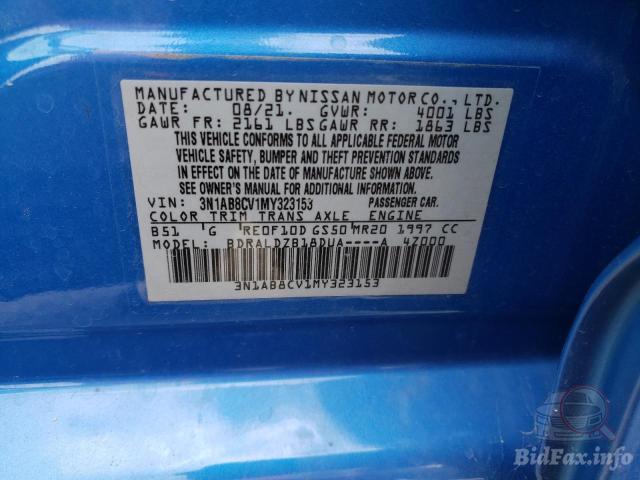 MANUFACTURED BY NISSAN MOTOR CO., LTD.
DATE: 08/21. GVWR: 4001 LBS
GAWR FR: 2161 LBS GAWR RR: 1863 LBS
THIS VEHICLE CONFORMS TO ALL APPLICABLE FEDERAL MOTOR
VEHICLE SAFETY, BUMPER AND THEFT PREVENTION STANDARDS
IN EFFECT ON THE DATE OF MANUFACTURE SHOWN ABOVE.
SEE OWNER'S MANUAL FOR ADDITIONAL INFORMATION.
VIN: 3N1AB8CV1MY323153 PASSENGER CAR.
COLOR TRIM TRANS AXLE ENGINE
B51 G RE0F10D GS50 MR20 1997 CC
MODEL: BDRALDZB18DUA----A 4Z000
3N1AB8CV1MY323153
BidFax.info